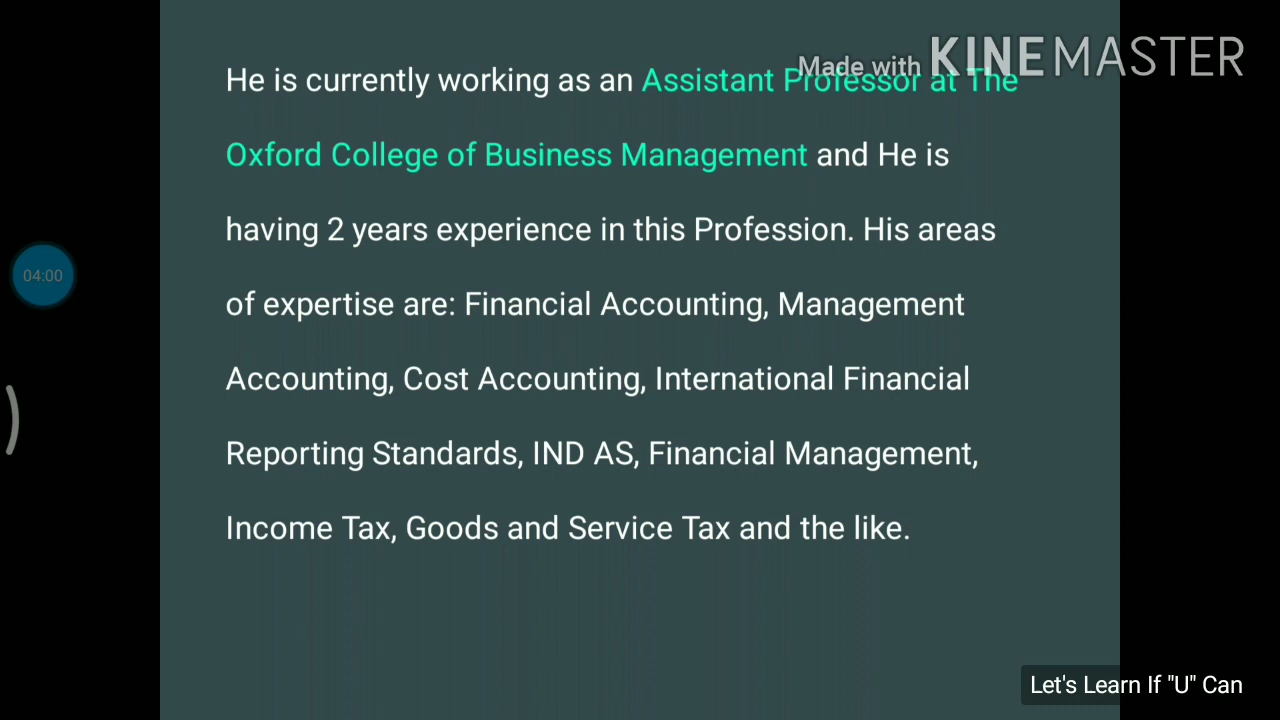 Made with KINEMASTER
He is currently working as an Assistant Professor at The
Oxford College of Business Management and He is
having 2 years experience in this Profession. His areas
of expertise are: Financial Accounting, Management
Accounting, Cost Accounting, International Financial
Reporting Standards, IND AS, Financial Management,
Income Tax, Goods and Service Tax and the like.
04:00
Let's Learn If "U" Can